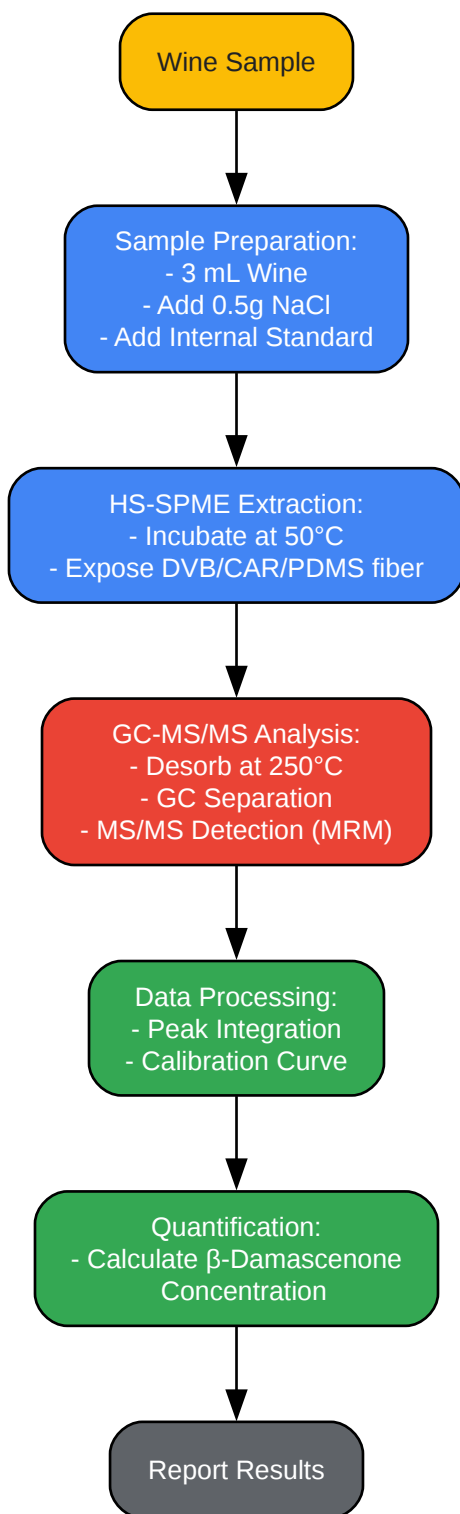 Wine Sample
Sample Preparation:
- 3 mL Wine
- Add 0.5g NaCl
- Add Internal Standard
HS-SPME Extraction:
- Incubate at 50°C
- Expose DVB/CAR/PDMS fiber
GC-MS/MS Analysis:
- Desorb at 250°C
- GC Separation
- MS/MS Detection (MRM)
Data Processing:
- Peak Integration
- Calibration Curve
Quantification:
- Calculate β-Damascenone
Concentration
Report Results